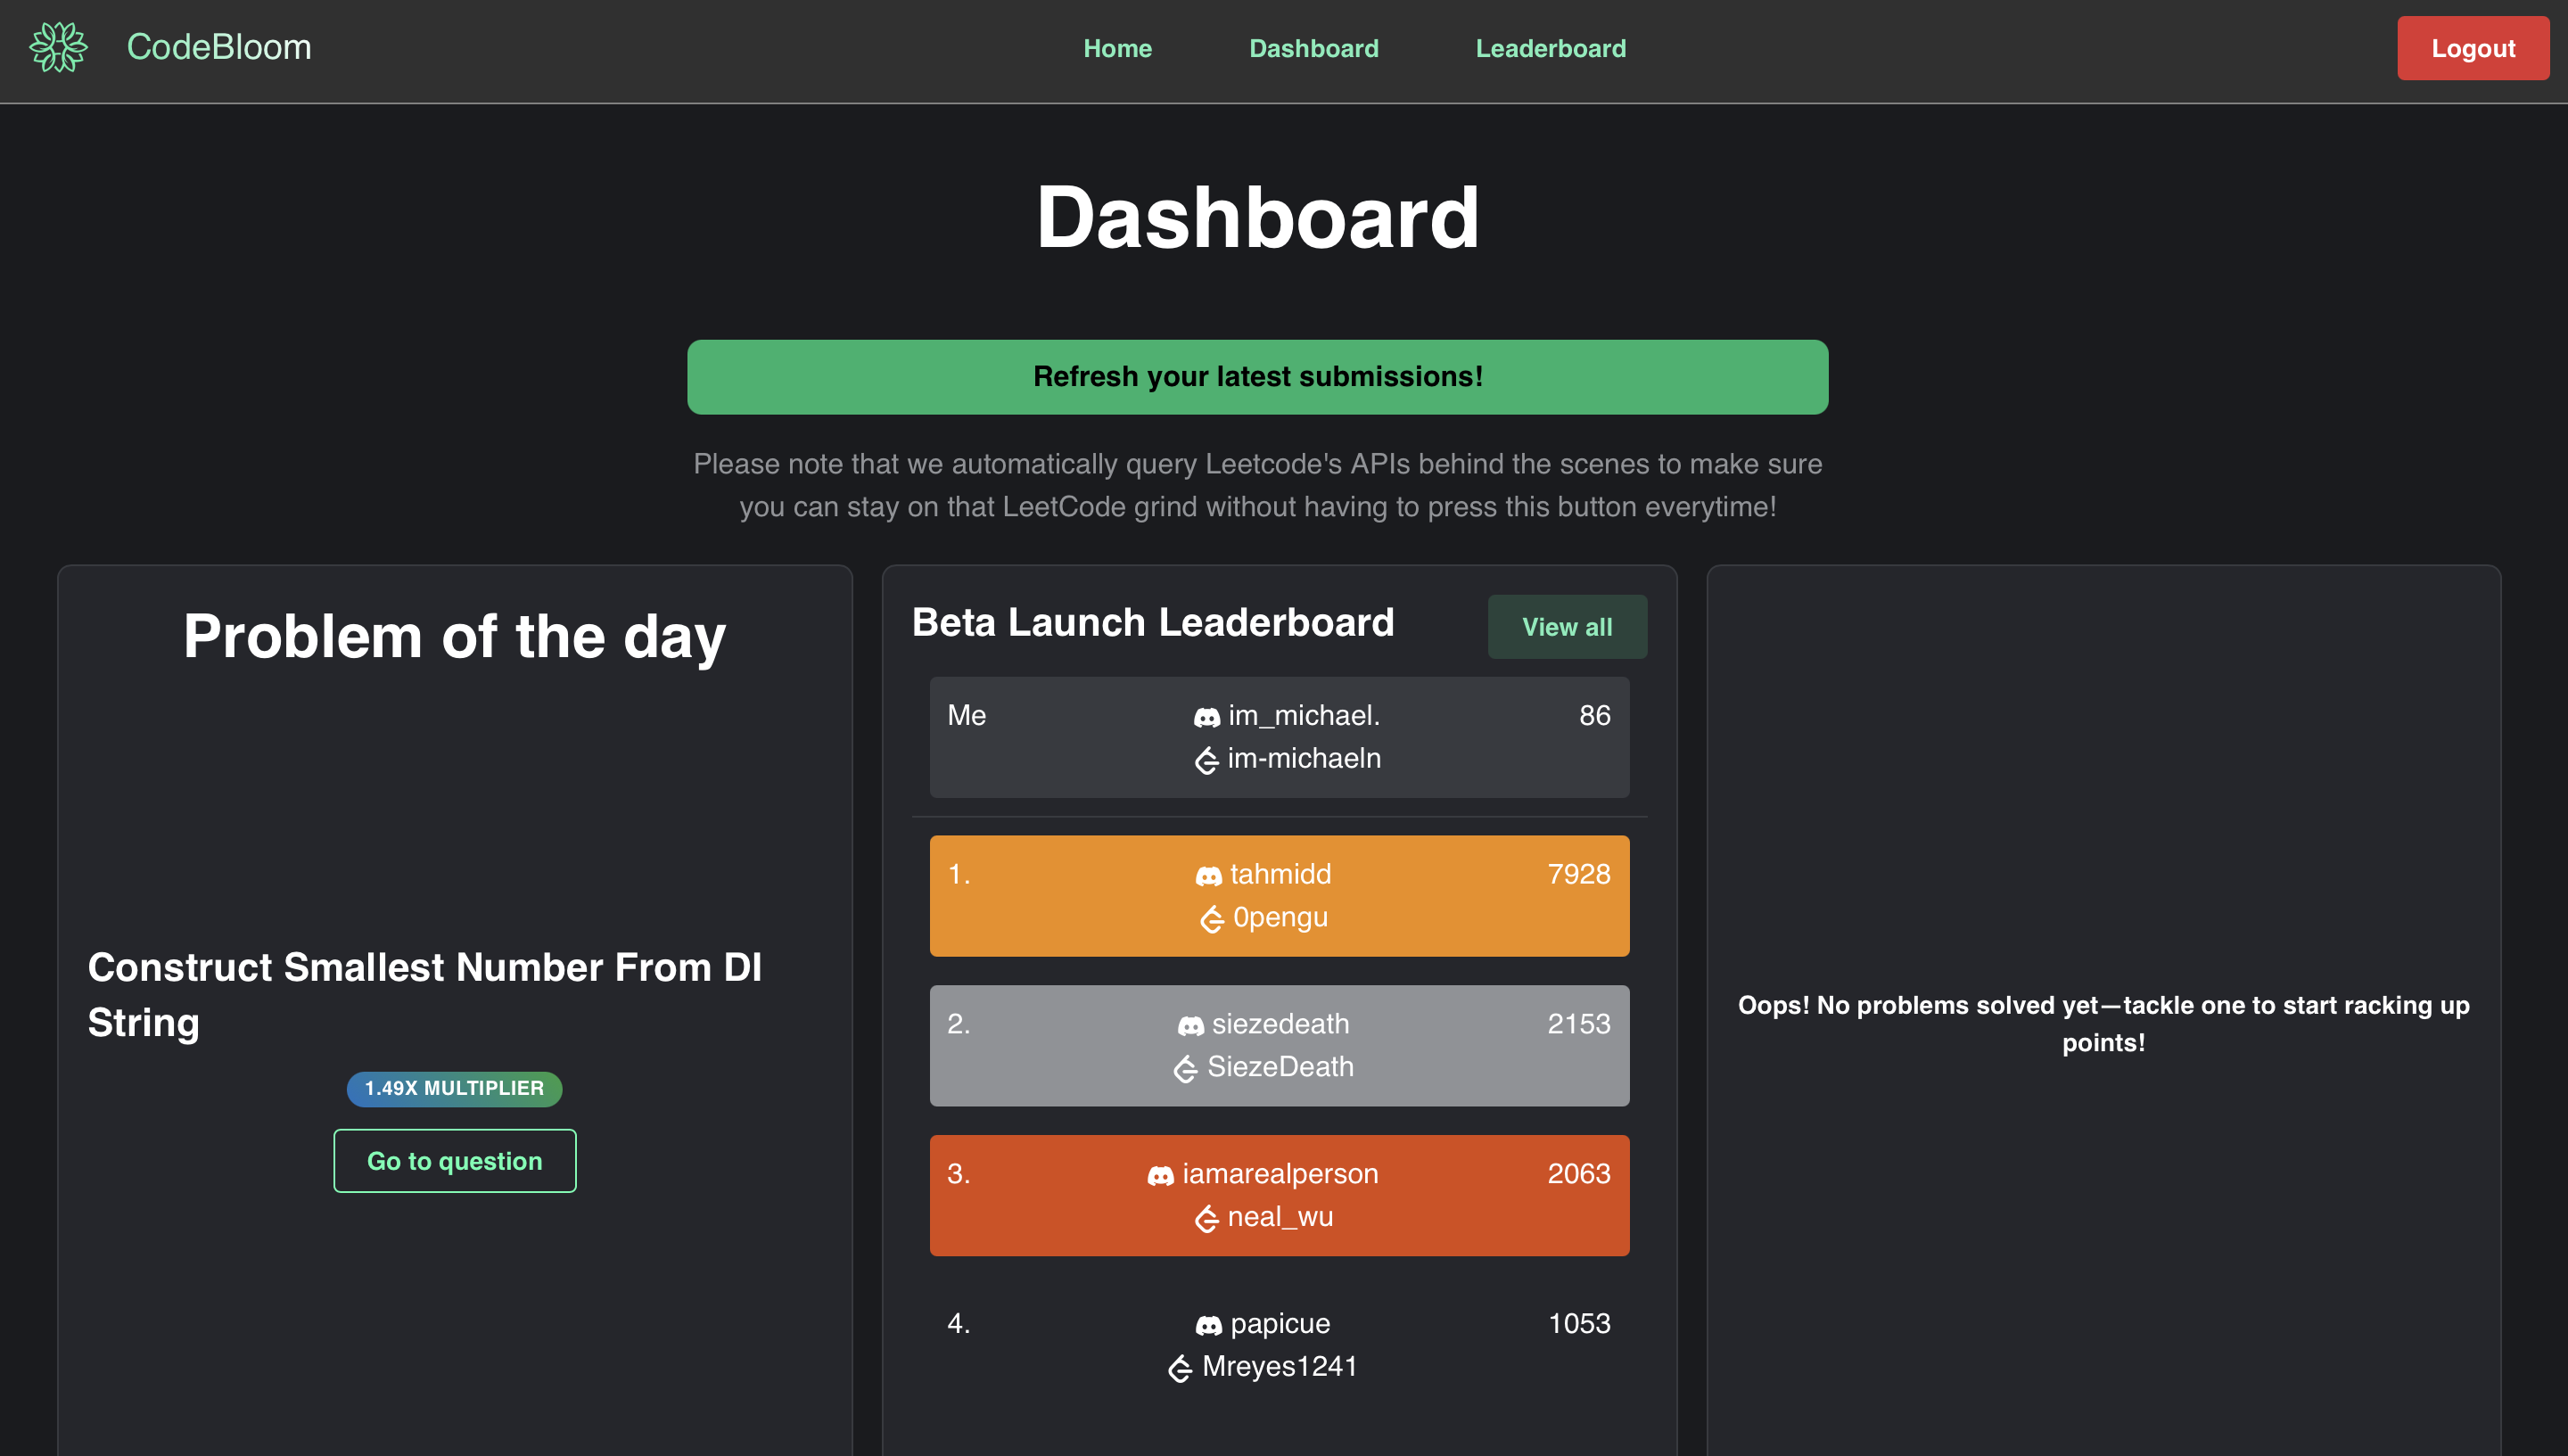 CodeBloom
Home
Dashboard
Leaderboard
Logout
Dashboard
Refresh your latest submissions!
Please note that we automatically query Leetcode's APIs behind the scenes to make sure
you can stay on that LeetCode grind without having to press this button everytime!
Problem of the day
Construct Smallest Number From DI
String
1.49X MULTIPLIER
Go to question
Beta Launch Leaderboard
View all
Me
im_michael.
86
im-michaeln
1.
tahmidd
7928
0pengu
2.
siezedeath
2153
SiezeDeath
3.
iamarealperson
2063
neal_wu
4.
papicue
1053
Mreyes1241
Oops! No problems solved yet—tackle one to start racking up
points!